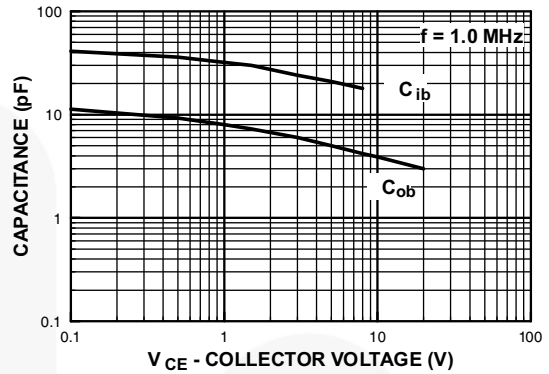 100
f = 1.0 MHz
C ib
10
CAPACITANCE (pF)
C ob
1
0.1
0.1
1
10
100
V CE - COLLECTOR VOLTAGE (V)